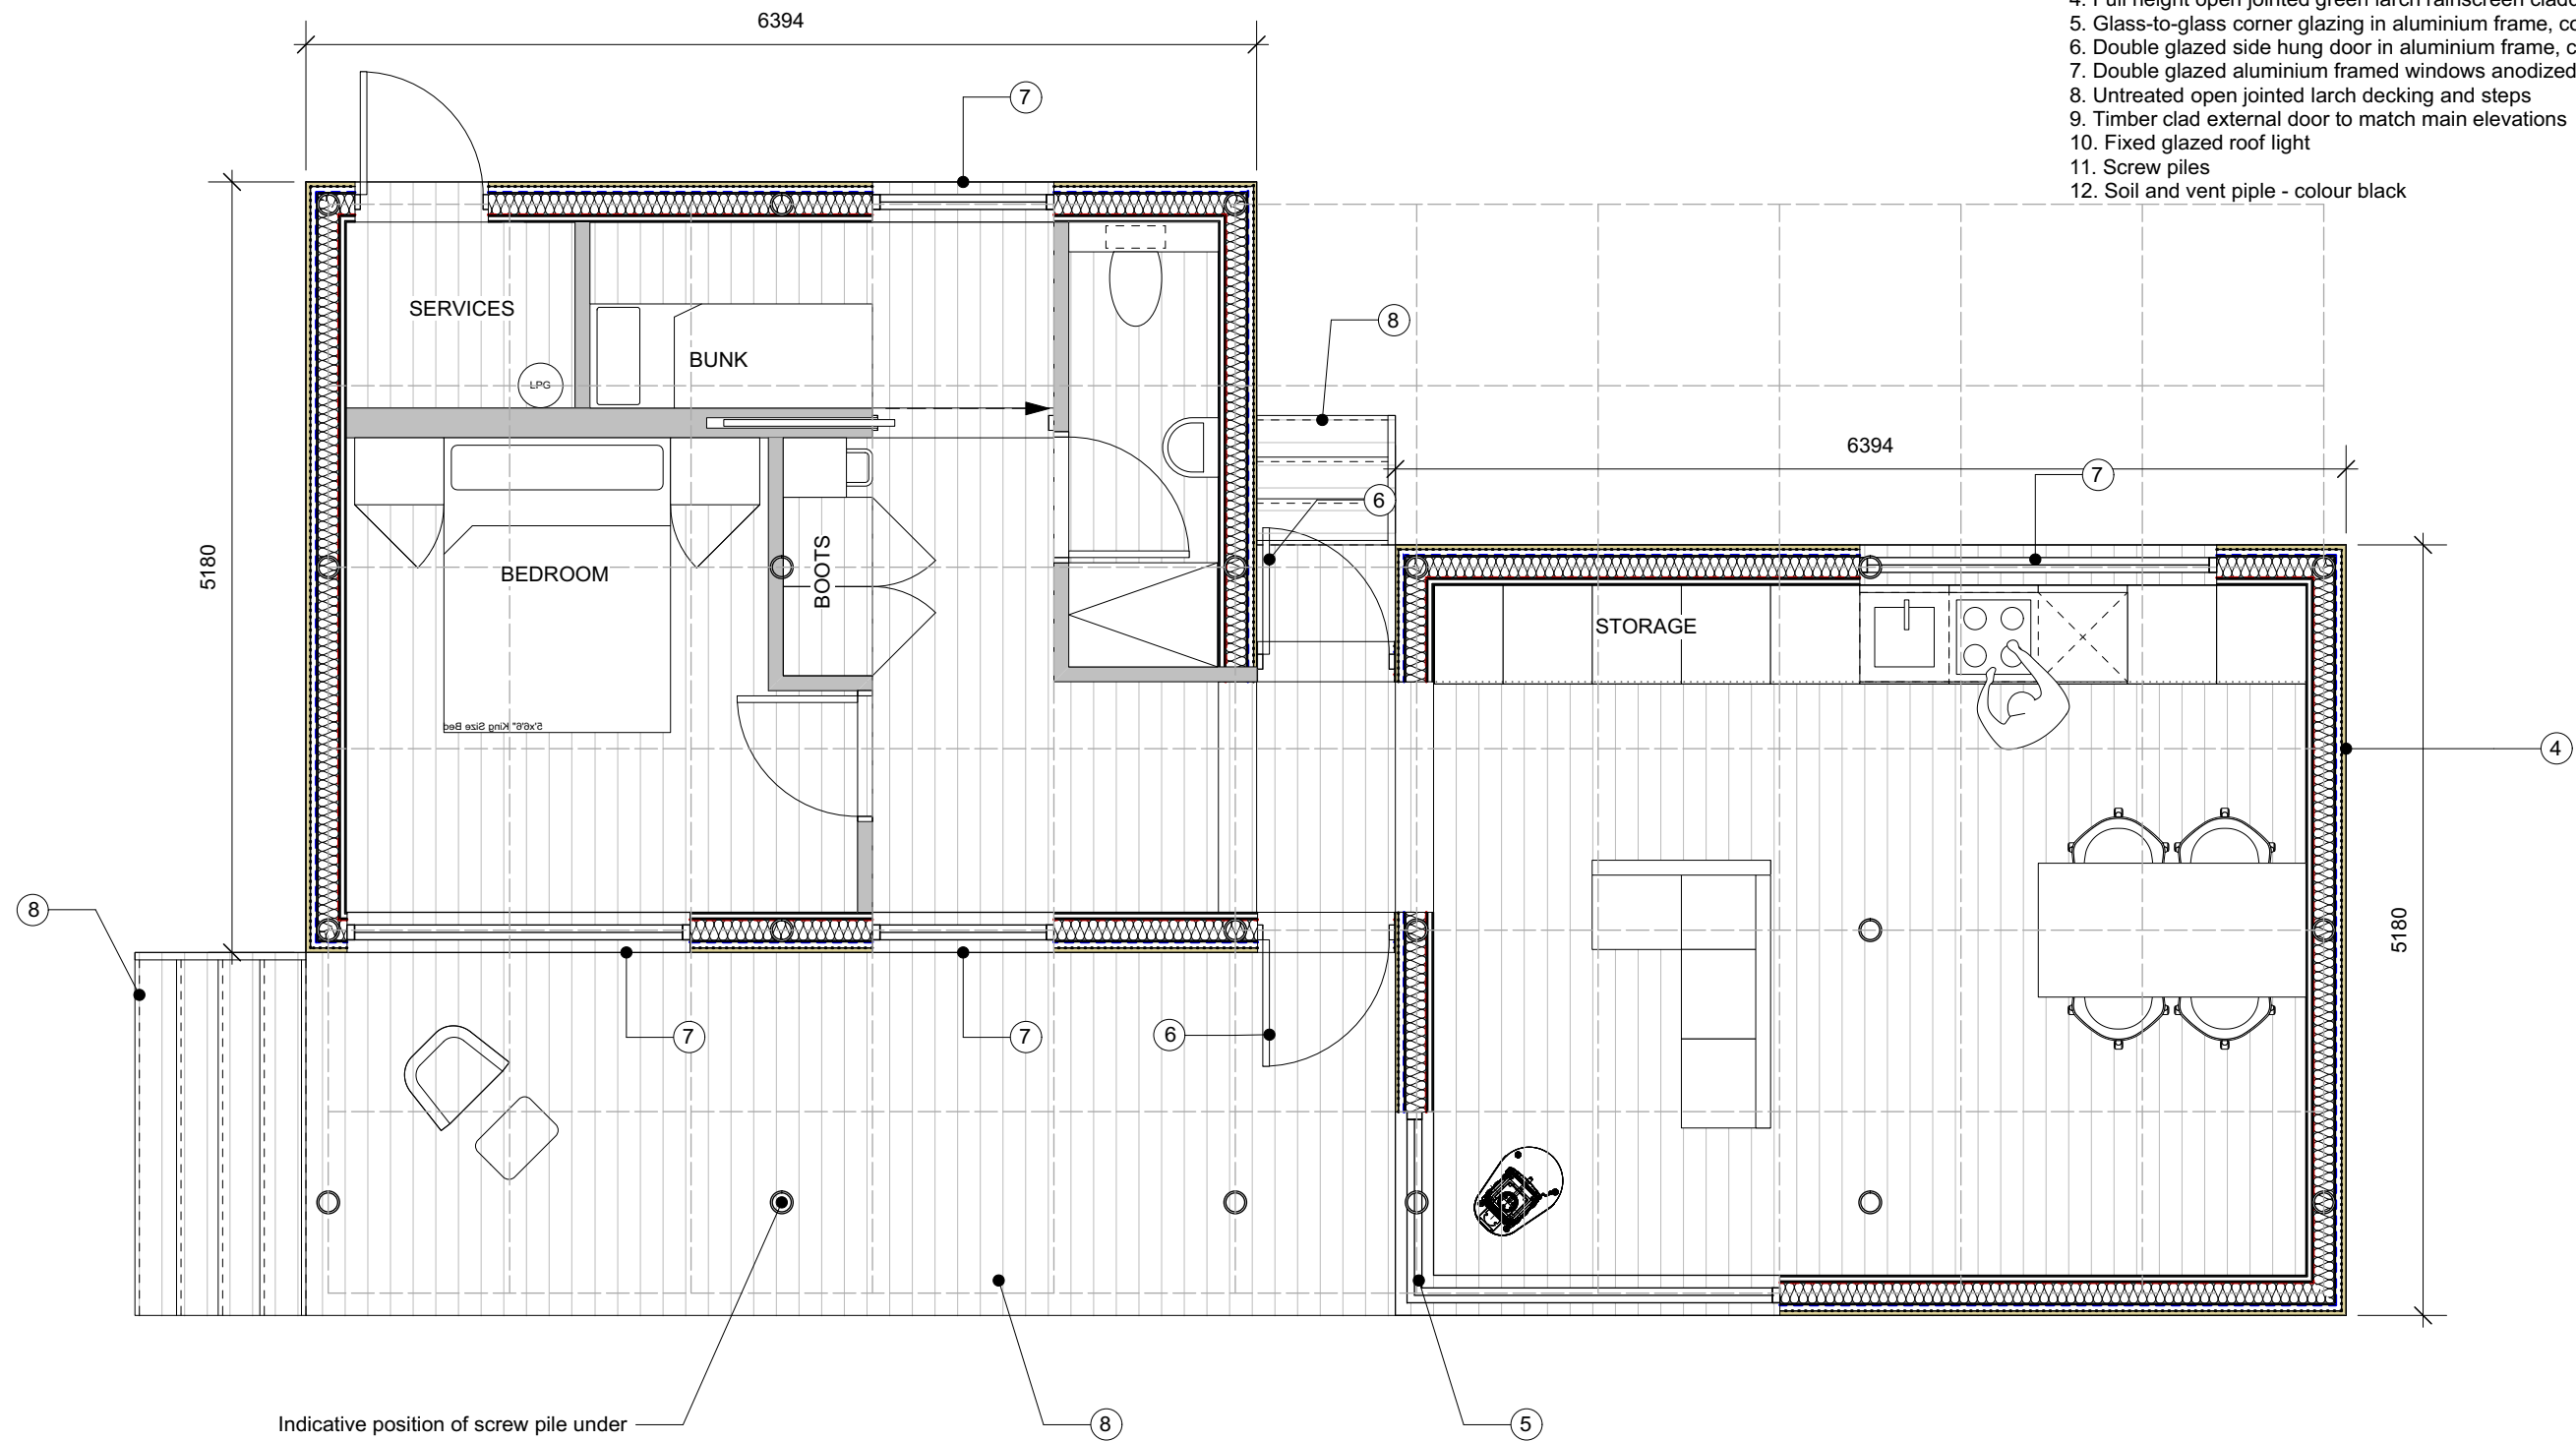 4. Full height open jointed green larch rainscreen
5. Glass-to-glass corner glazing in aluminium frame,
6. Double glazed side hung door in aluminium frame,
7. Double glazed aluminium framed windows anodized
8. Untreated open jointed larch decking and steps
9. Timber clad external door to match main elevations
10. Fixed glazed roof light
11. Screw piles
12. Soil and vent piple - colour black
6394
7
SERVICES
LPG
BUNK
8
6394
7
6
5180
BEDROOM
BOOTS
STORAGE
5'x6'6" King Size Bed
4
8
5180
7
7
6
Indicative position of screw pile under
8
5